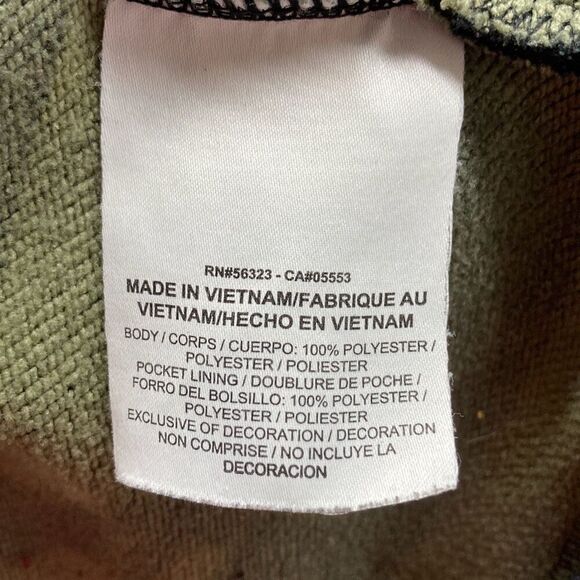 RN#56323 - CA#05553
MADE IN VIETNAM/FABRIQUE AU
VIETNAM/HECHO EN VIETNAM
BODY / CORPS / CUERPO: 100% POLYESTER /
POLYESTER / POLIESTER
POCKET LINING / DOUBLURE DE POCHE /
FORRO DEL BOLSILLO: 100% POLYESTER /
POLYESTER / POLIESTER
EXCLUSIVE OF DECORATION / DECORATION
NON COMPRISE / NO INCLUYE LA
DECORACION